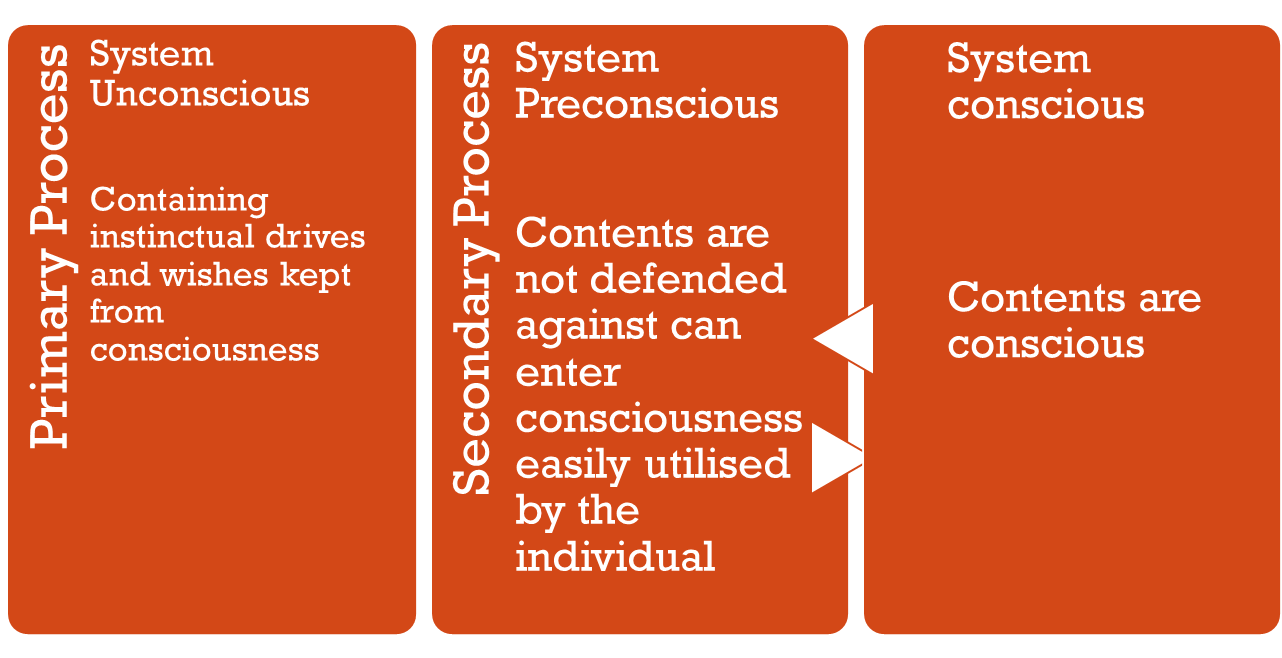 Primary Process
System
Unconscious
Containing
instinctual drives
and wishes kept
from
consciousness
Secondary Process
System
Preconscious
Contents are
not defended
against can
enter
consciousness
easily utilised
by the
individual
System
conscious
Contents are
conscious